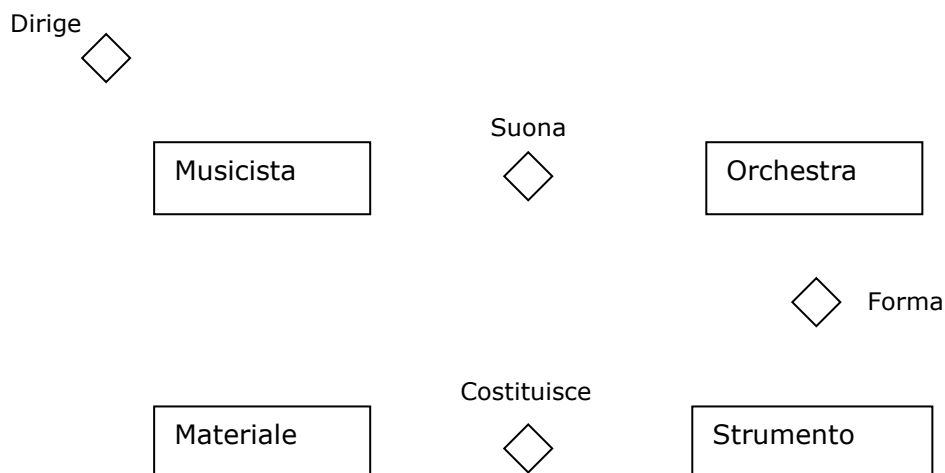 Dirige
Suona
Musicista
Orchestra
Forma
Costituisce
Materiale
Strumento